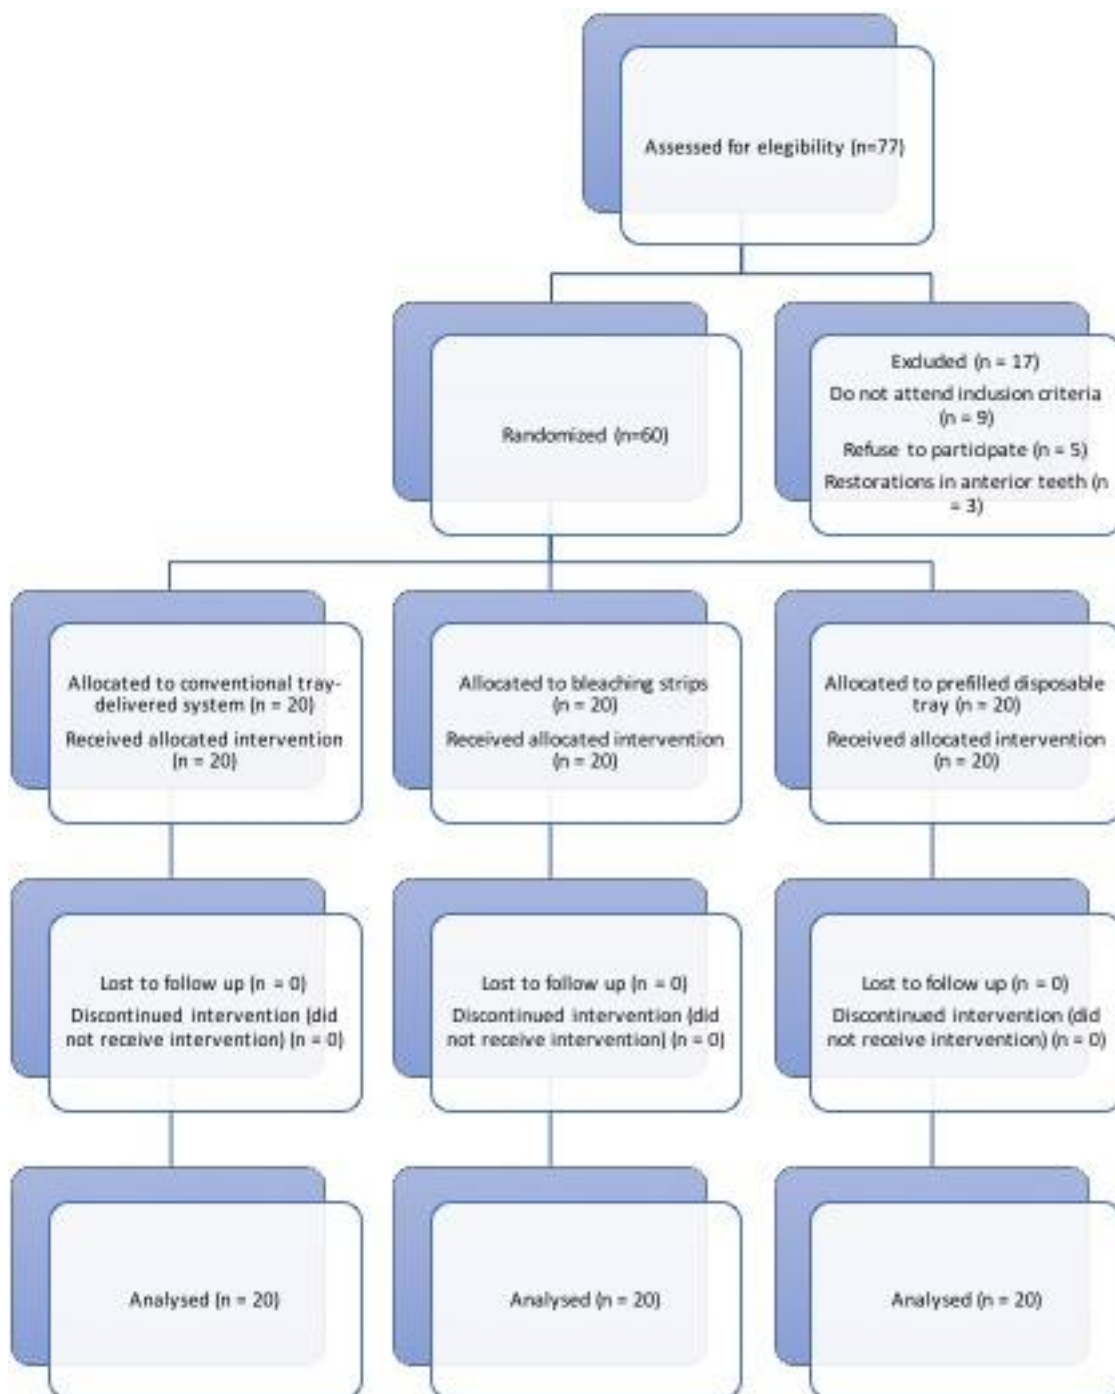 Assessed for elegibility (n=77)
Randomized (n=60)
Excluded (n = 17)
Do not attend inclusion criteria
(n = 9)
Refuse to participate (n = 5)
Restorations in anterior teeth (n
= 3)
Allocated to conventional tray-
delivered system (n = 20)
Received allocated intervention
(n = 20)
Allocated to bleaching strips
(n = 20)
Received allocated intervention
(n = 20)
Allocated to prefilled disposable
tray (n = 20)
Received allocated intervention
(n = 20)
Lost to follow up (n = 0)
Discontinued intervention (did
not receive intervention) (n = 0)
Lost to follow up (n = 0)
Discontinued intervention (did
not receive intervention) (n = 0)
Lost to follow up (n = 0)
Discontinued intervention (did
not receive intervention) (n = 0)
Analysed (n = 20)
Analysed (n = 20)
Analysed (n = 20)